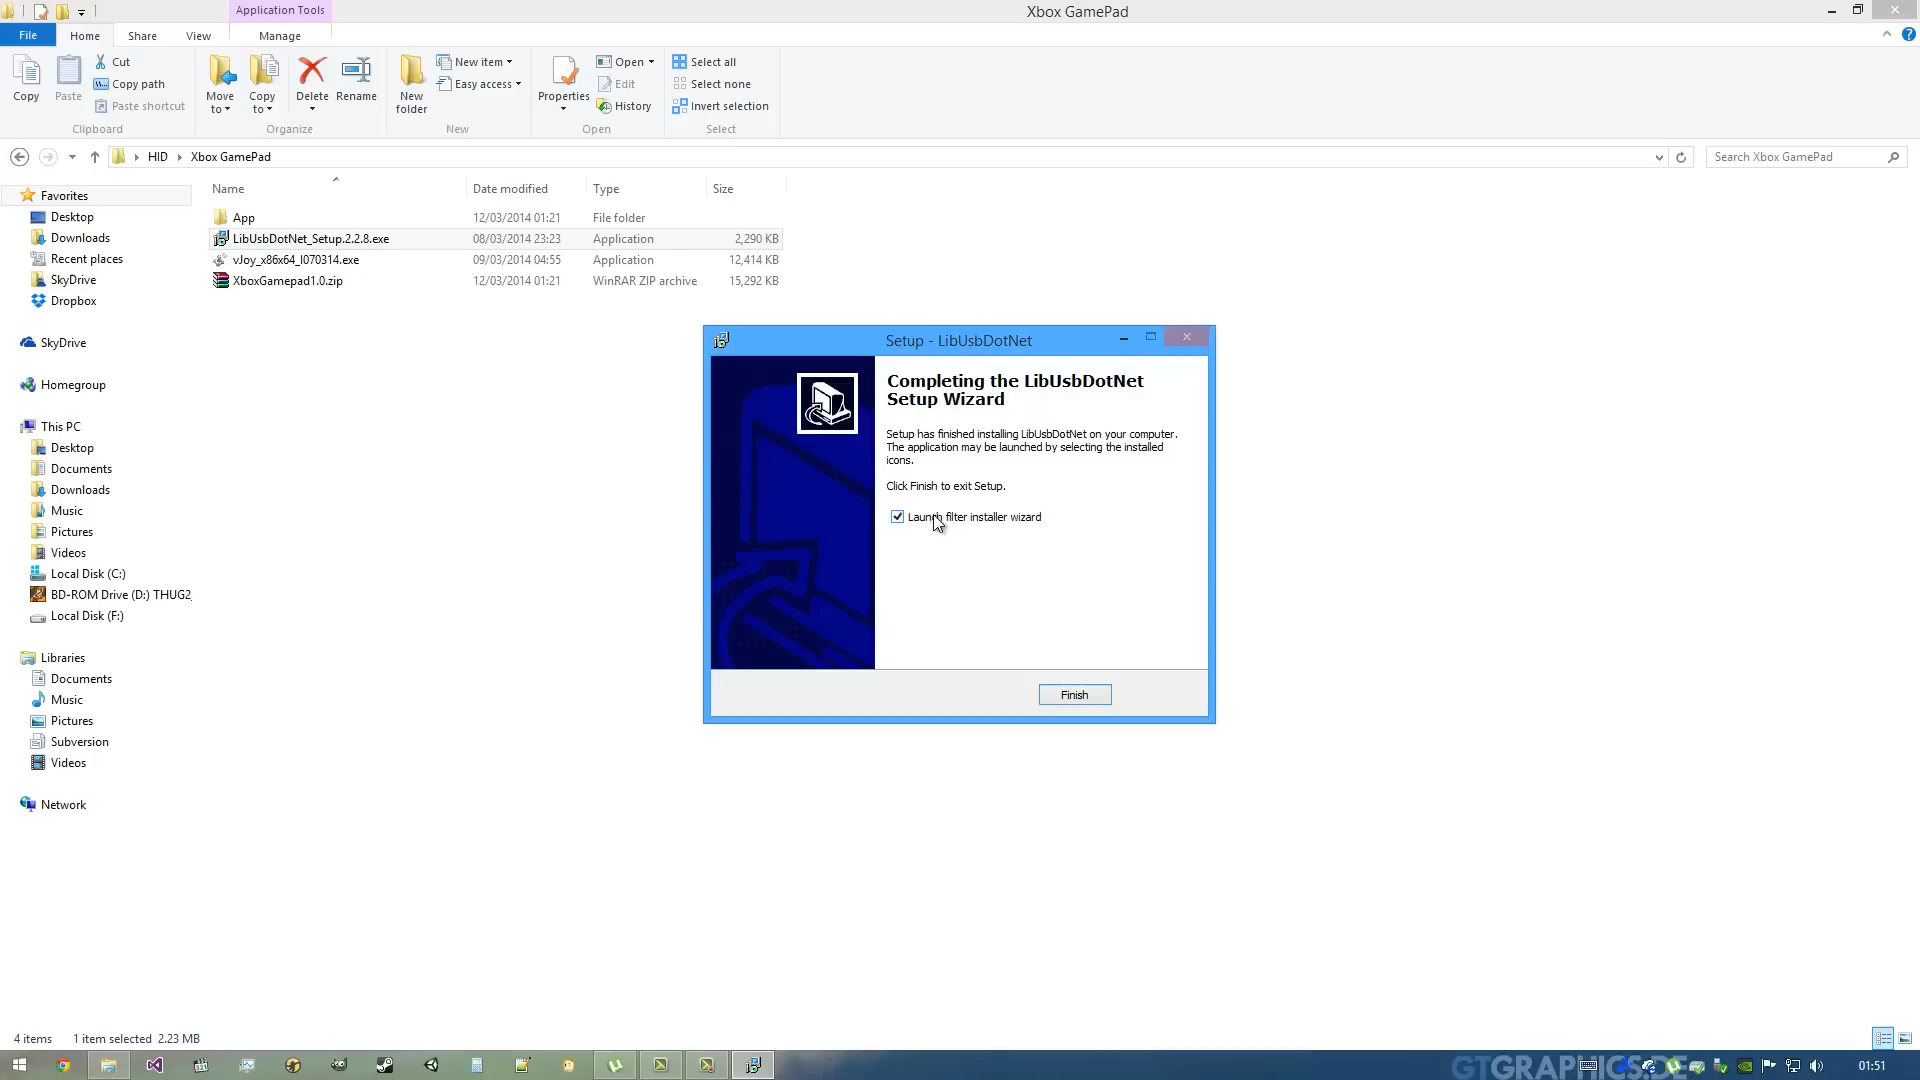 Application Tools
Xbox GamePad
File
Home
Share
View
Manage
Copy
Paste
Cut
Copy path
Paste shortcut
Clipboard
Move to
Copy to
Delete
Rename
Organize
New folder
New item
Easy access
New
Properties
Open
Edit
History
Open
Select all
Select none
Invert selection
Select
HID
Xbox GamePad
Search Xbox GamePad
Name
Date modified
Type
Size
App 12/03/2014 01:21 File folder
LibUsbDotNet_Setup.2.2.8.exe 08/03/2014 23:23 Application 2,290 KB
vJoy_x86x64_I070314.exe 09/03/2014 04:55 Application 12,414 KB
XboxGamepad1.0.zip 12/03/2014 01:21 WinRAR ZIP archive 15,292 KB
Favorites
Desktop
Downloads
Recent places
SkyDrive
Dropbox
SkyDrive
Homegroup
This PC
Desktop
Documents
Downloads
Music
Pictures
Videos
Local Disk (C:)
BD-ROM Drive (D:) THUG2
Local Disk (F:)
Libraries
Documents
Music
Pictures
Subversion
Videos
Network
Setup - LibUsbDotNet
Completing the LibUsbDotNet
Setup Wizard
Setup has finished installing LibUsbDotNet on your computer.
The application may be launched by selecting the installed
icons.
Click Finish to exit Setup.
Launch filter installer wizard
Finish
4 items
1 item selected 2.23 MB
GTGRAPHICS.DE
01:51